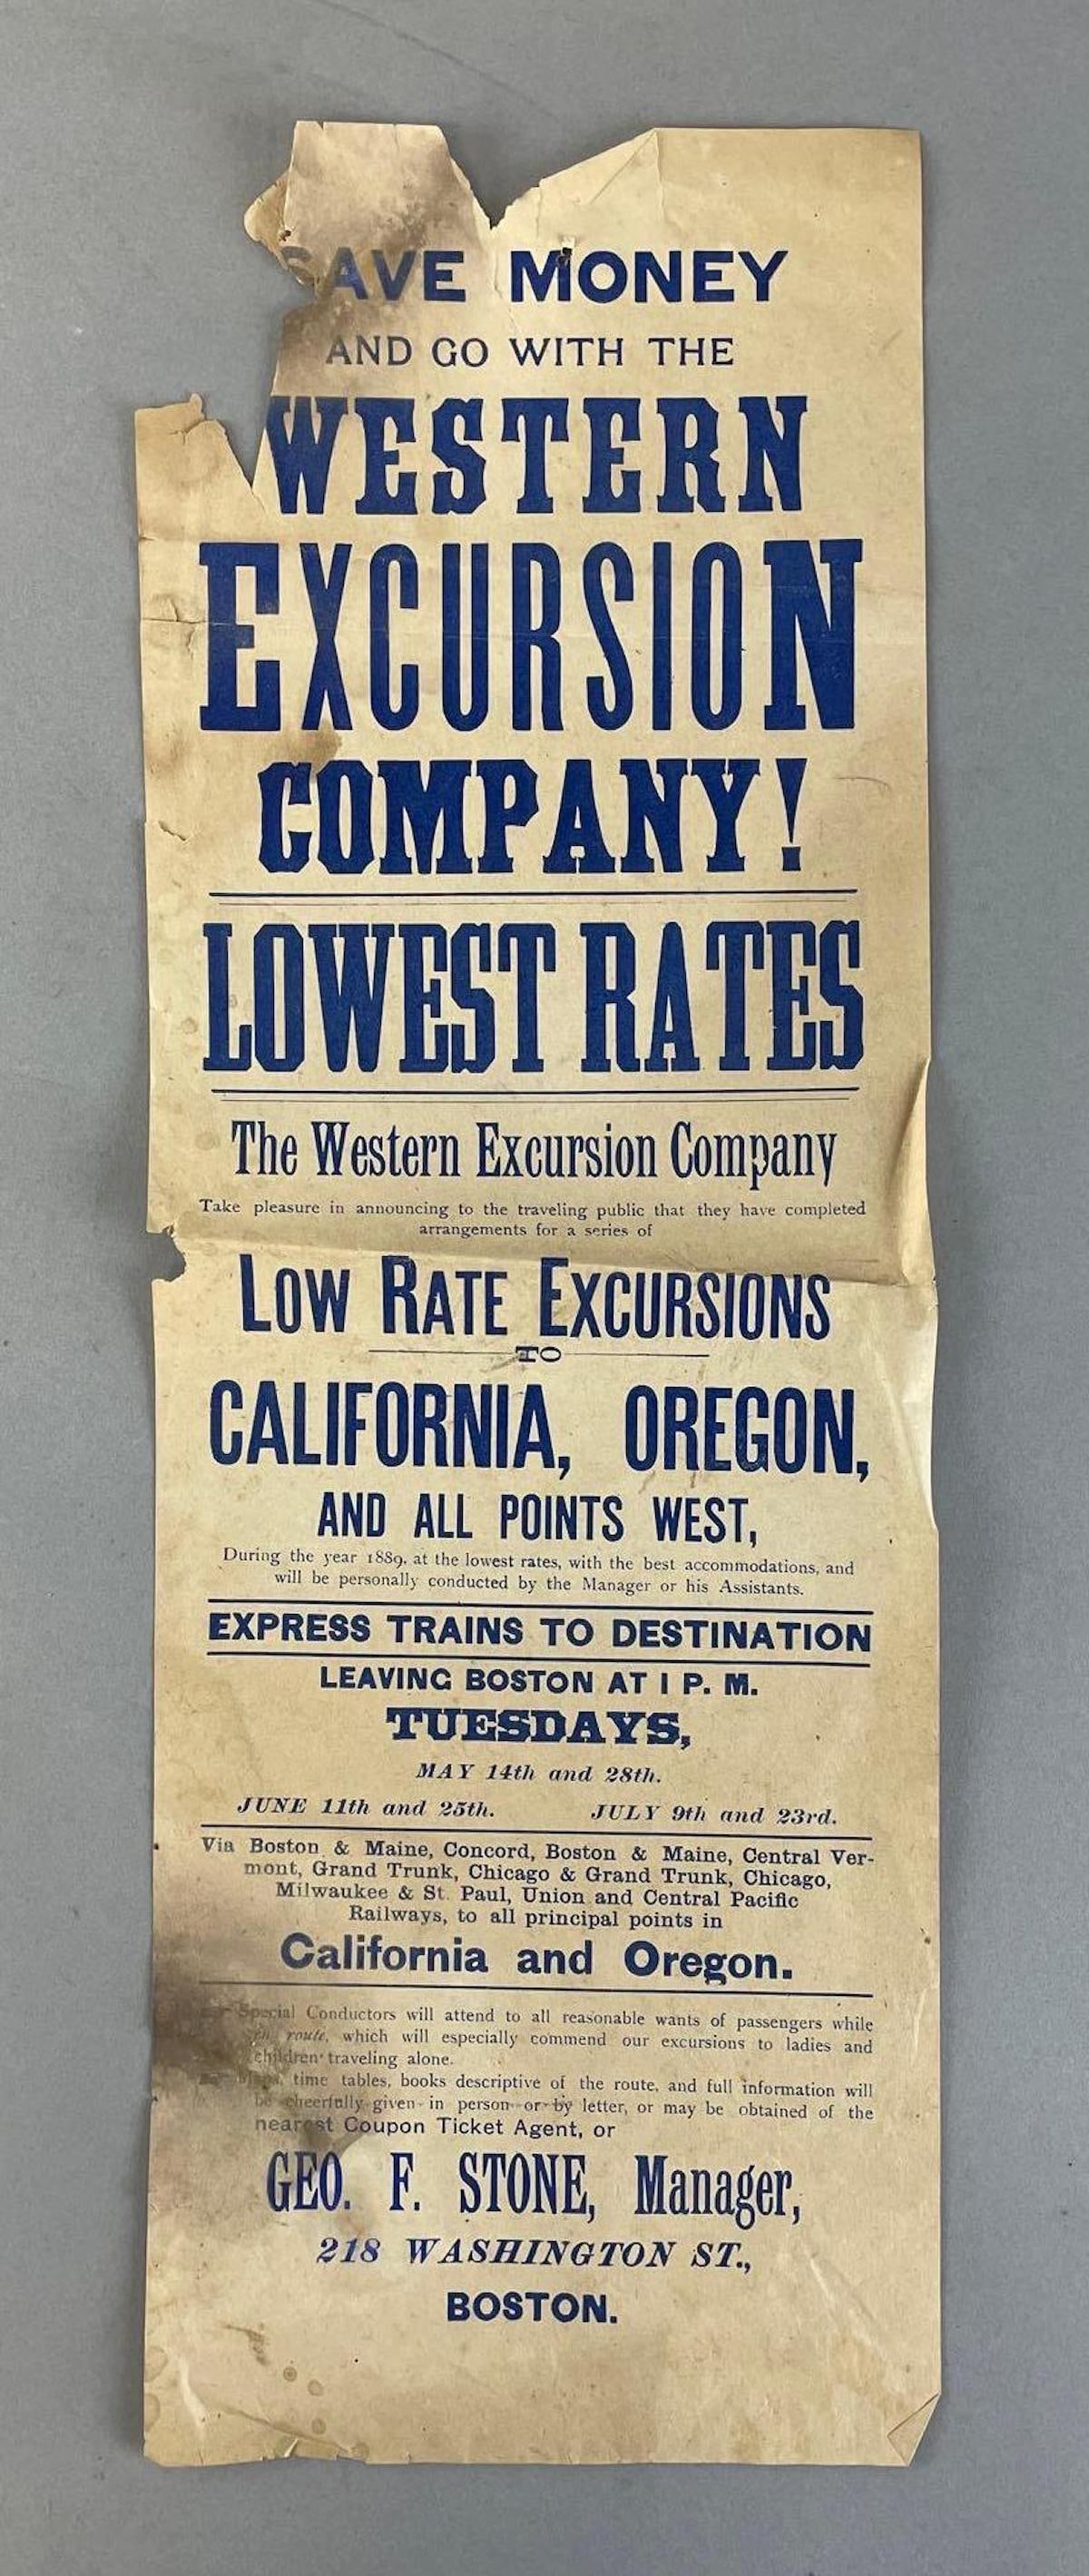 SAVE MONEY
AND GO WITH THE
WESTERN
EXCURSION
COMPANY!
LOWEST RATES
The Western Excursion Company
Take pleasure in announcing to the traveling public that they have completed
arrangements for a series of
LOW RATE EXCURSIONS
TO
CALIFORNIA, OREGON,
AND ALL POINTS WEST,
During the year 1889, at the lowest rates, with the best accommodations, and
will be personally conducted by the Manager or his Assistants.
EXPRESS TRAINS TO DESTINATION
LEAVING BOSTON AT 1 P. M.
TUESDAYS,
MAY 14th and 28th.
JUNE 11th and 25th. JULY 9th and 23rd.
Via Boston & Maine, Concord, Boston & Maine, Central Ver-
mont, Grand Trunk, Chicago & Grand Trunk, Chicago,
Milwaukee & St. Paul, Union and Central Pacific
Railways, to all principal points in
California and Oregon.
Special Conductors will attend to all reasonable wants of passengers while
en route, which will especially commend our excursions to ladies and
children traveling alone.
Maps, time tables, books descriptive of the route, and full information will
be cheerfully given in person or by letter, or may be obtained of the
nearest Coupon Ticket Agent, or
GEO. F. STONE, Manager,
218 WASHINGTON ST.,
BOSTON.